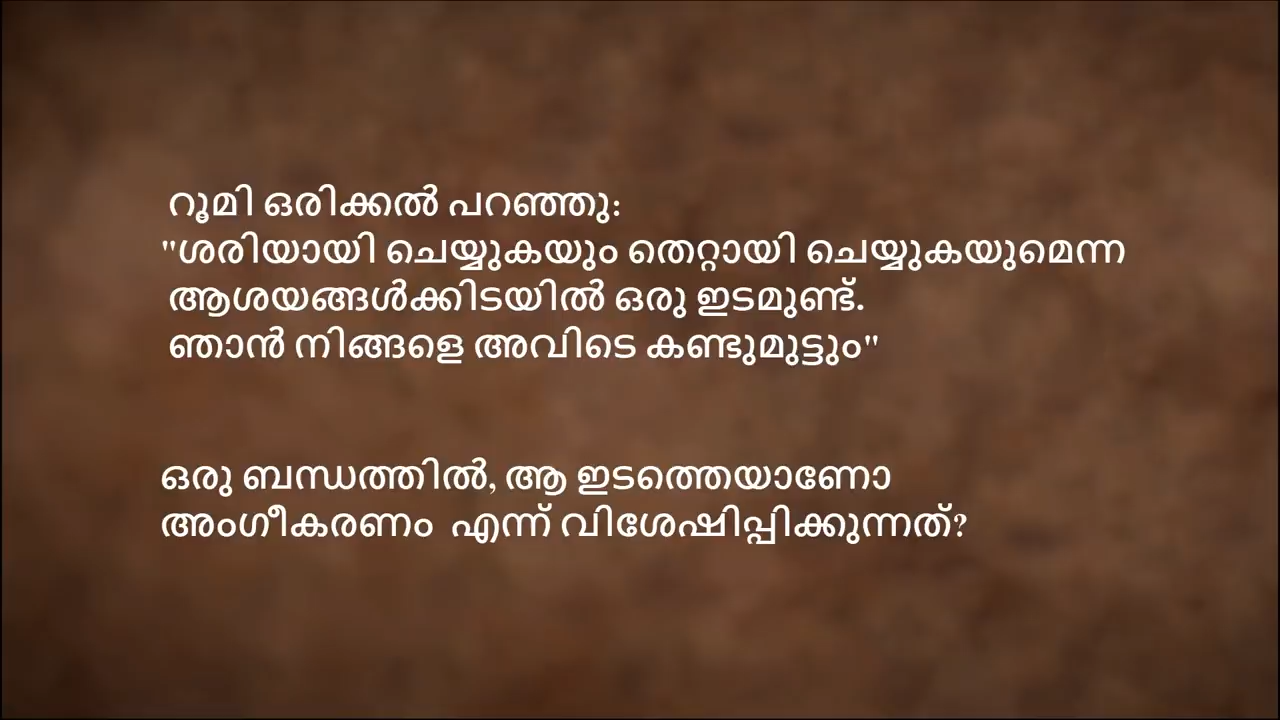 റൂമി ഒരിക്കൽ പറഞ്ഞു:
"ശരിയായി ചെയ്യുകയും തെറ്റായി ചെയ്യുകയുമെന്ന
ആശയങ്ങൾക്കിടയിൽ ഒരു ഇടമുണ്ട്.
ഞാൻ നിങ്ങളെ അവിടെ കണ്ടുമുട്ടും"
ഒരു ബന്ധത്തിൽ, ആ ഇടത്തെയാണോ
അംഗീകരണം എന്ന് വിശേഷിപ്പിക്കുന്നത്?